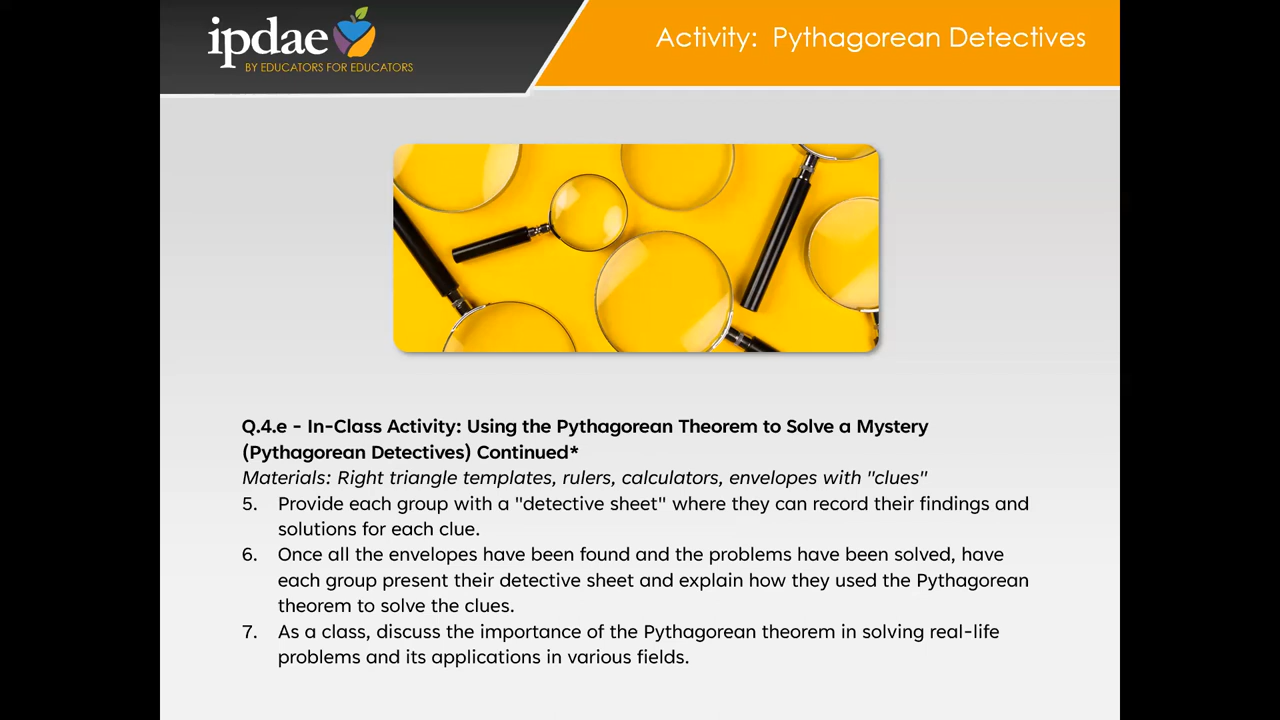 ipdae
BY EDUCATORS FOR EDUCATORS
Activity: Pythagorean Detectives
Q.4.e - In-Class Activity: Using the Pythagorean Theorem to Solve a Mystery
(Pythagorean Detectives) Continued*
Materials: Right triangle templates, rulers, calculators, envelopes with "clues"
5. Provide each group with a "detective sheet" where they can record their findings and
solutions for each clue.
6. Once all the envelopes have been found and the problems have been solved, have
each group present their detective sheet and explain how they used the Pythagorean
theorem to solve the clues.
7. As a class, discuss the importance of the Pythagorean theorem in solving real-life
problems and its applications in various fields.